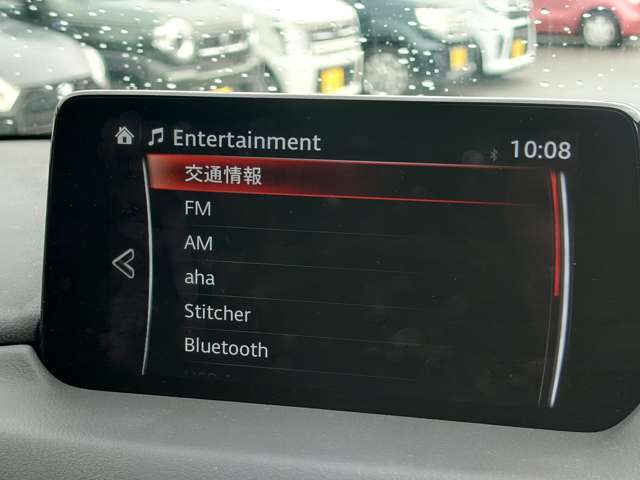 Entertainment
10:08
交通情報
FM
AM
aha
Stitcher
Bluetooth